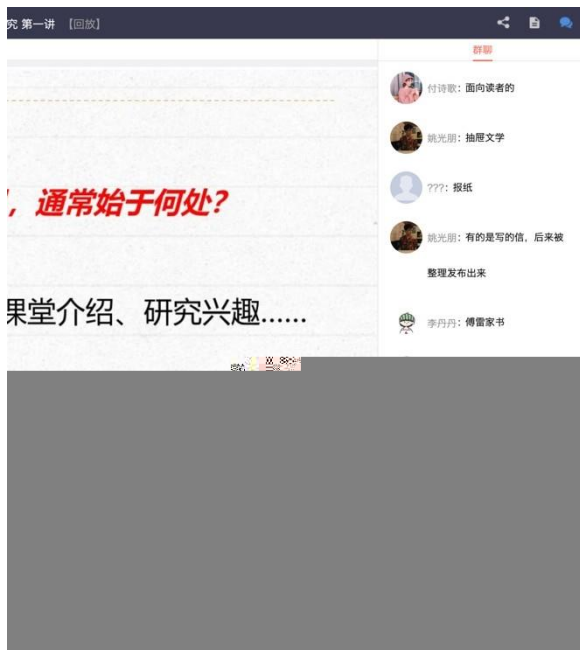 究 第一讲 【回放】
群聊
付诗歌：面向读者的
姚光朋：抽屉文学
，通常始于何处？
???：报纸
姚光朋：有的是写的信，后来被
整理发布出来
课堂介绍、研究兴趣……
李丹丹：傅雷家书